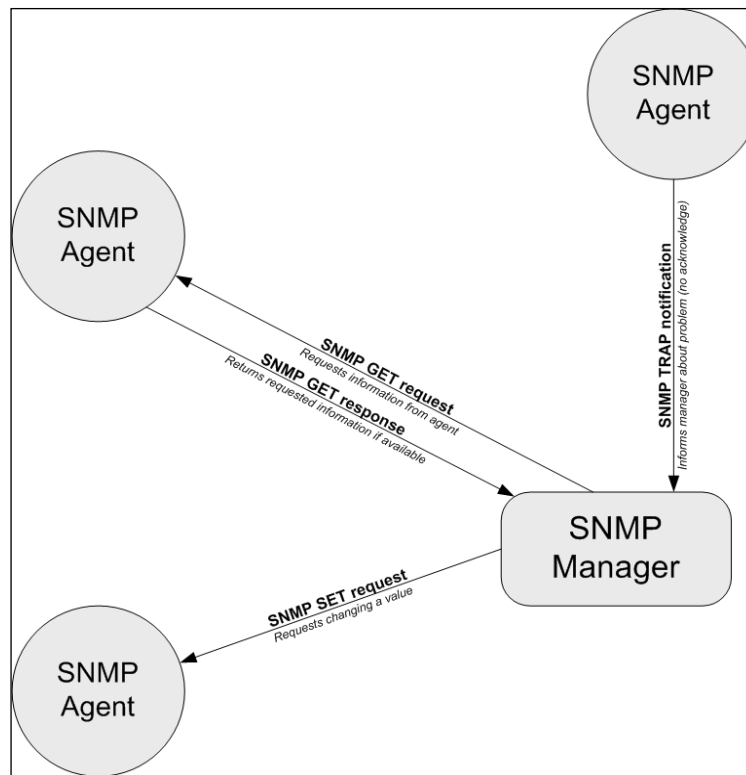 SNMP
Agent
SNMP
Agent
SNMP TRAP notification
Informs manager about problem (no acknowledge)
SNMP GET request
Requests information from agent
SNMP GET response
Returns requested information if available
SNMP
Manager
SNMP SET request
Requests changing a value
SNMP
Agent